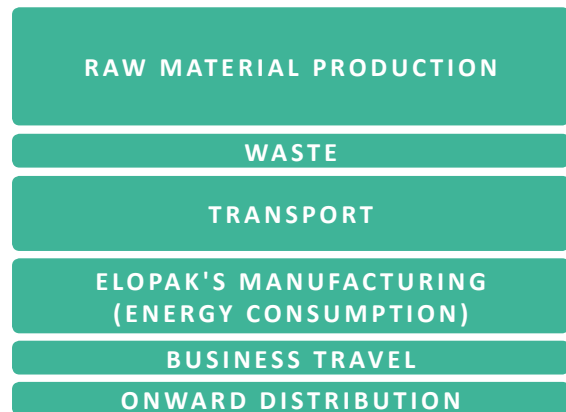 RAW MATERIAL PRODUCTION
WASTE
TRANSPORT
ELOPAK'S MANUFACTURING
(ENERGY CONSUMPTION)
BUSINESS TRAVEL
ONWARD DISTRIBUTION